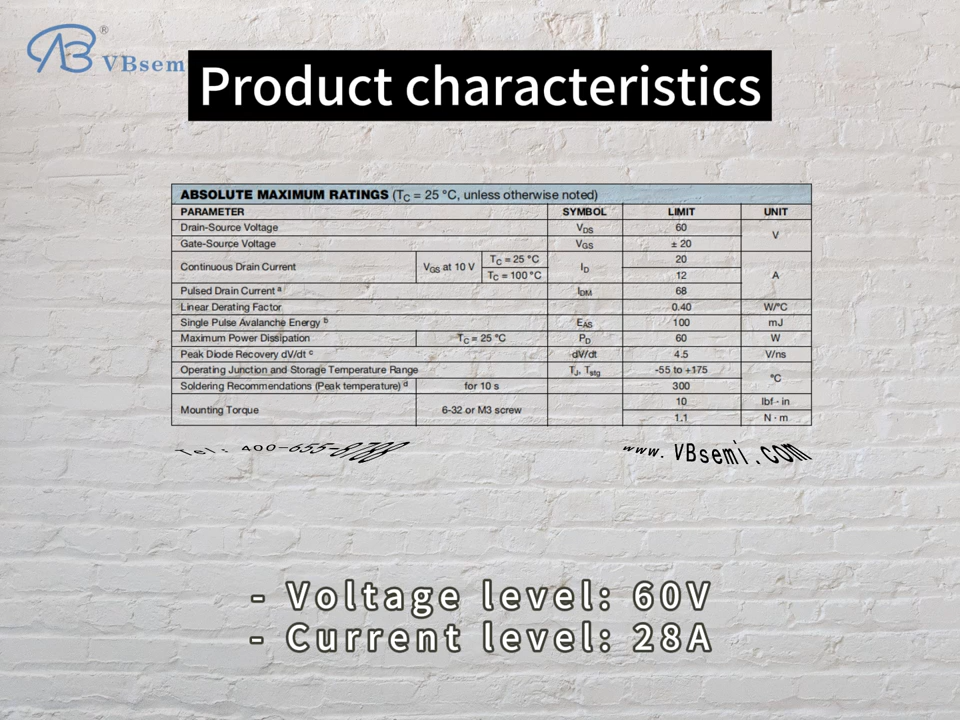 VBsem
®
Product characteristics
ABSOLUTE MAXIMUM RATINGS (TC = 25 °C, unless otherwise noted)
PARAMETER SYMBOL LIMIT UNIT
Drain-Source Voltage VDS 60 V
Gate-Source Voltage VGS ± 20
Continuous Drain Current VGS at 10 V TC = 25 °C ID 20 A
TC = 100 °C 12
Pulsed Drain Current a IDM 68
Linear Derating Factor 0.40 W/°C
Single Pulse Avalanche Energy b EAS 100 mJ
Maximum Power Dissipation TC = 25 °C PD 60 W
Peak Diode Recovery dV/dt c dV/dt 4.5 V/ns
Operating Junction and Storage Temperature Range TJ, Tstg -55 to +175 °C
Soldering Recommendations (Peak temperature) d for 10 s 300
Mounting Torque 6-32 or M3 screw 10 lbf · in
1.1 N · m
Tel: 400-655-8788
www.VBsemi.com
- Voltage level: 60V
- Current level: 28A